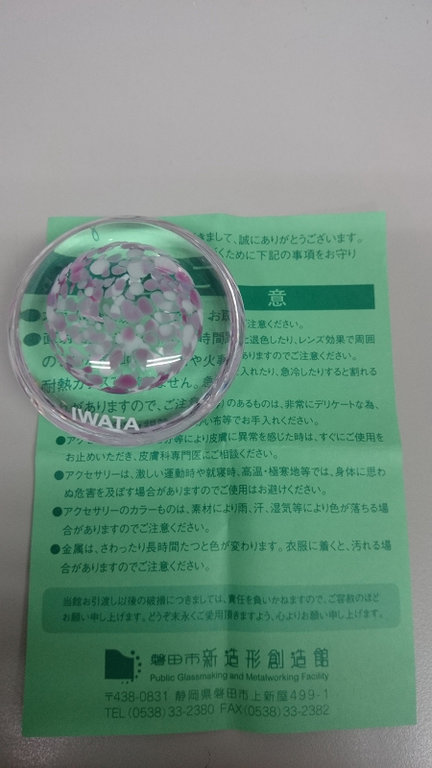 きまして、誠にありがとうございます。
くために下記の事項をお守り
意
ご注意ください。
に退色したり、レンズ効果で周囲
ありますのでご注意ください。
入れたり、急冷したりすると割れる
がありますので、ご注意
のあるものは、非常にデリケートな為、
い布等でお手入れください。
IWATA
●アクセ 分等により皮膚に異常を感じた時は、すぐにご使用を
お止めいただき、皮膚科専門医にご相談ください。
●アクセサリーは、激しい運動時や就寝時、高温・極寒地等では、身体に思わ
ぬ危害を及ぼす場合がありますのでご使用はお避けください。
●アクセサリーのカラーものは、素材により雨、汗、湿気等により色が落ちる場
合がありますのでご注意ください。
●金属は、さわったり長時間たつと色が変わります。衣服に着くと、汚れる場
合がありますのでご注意ください。
当館お引渡し以後の破損につきましては、責任を負いかねますので、ご容赦のほど
お願い申し上げます。どうぞ末永くご使用頂きますよう、心よりお願い申し上げます。
磐田市新造形創造館
Public Glassmaking and Metalworking Facility
〒438-0831 静岡県磐田市上新屋499-1
TEL(0538)33-2380 FAX(0538)33-2382